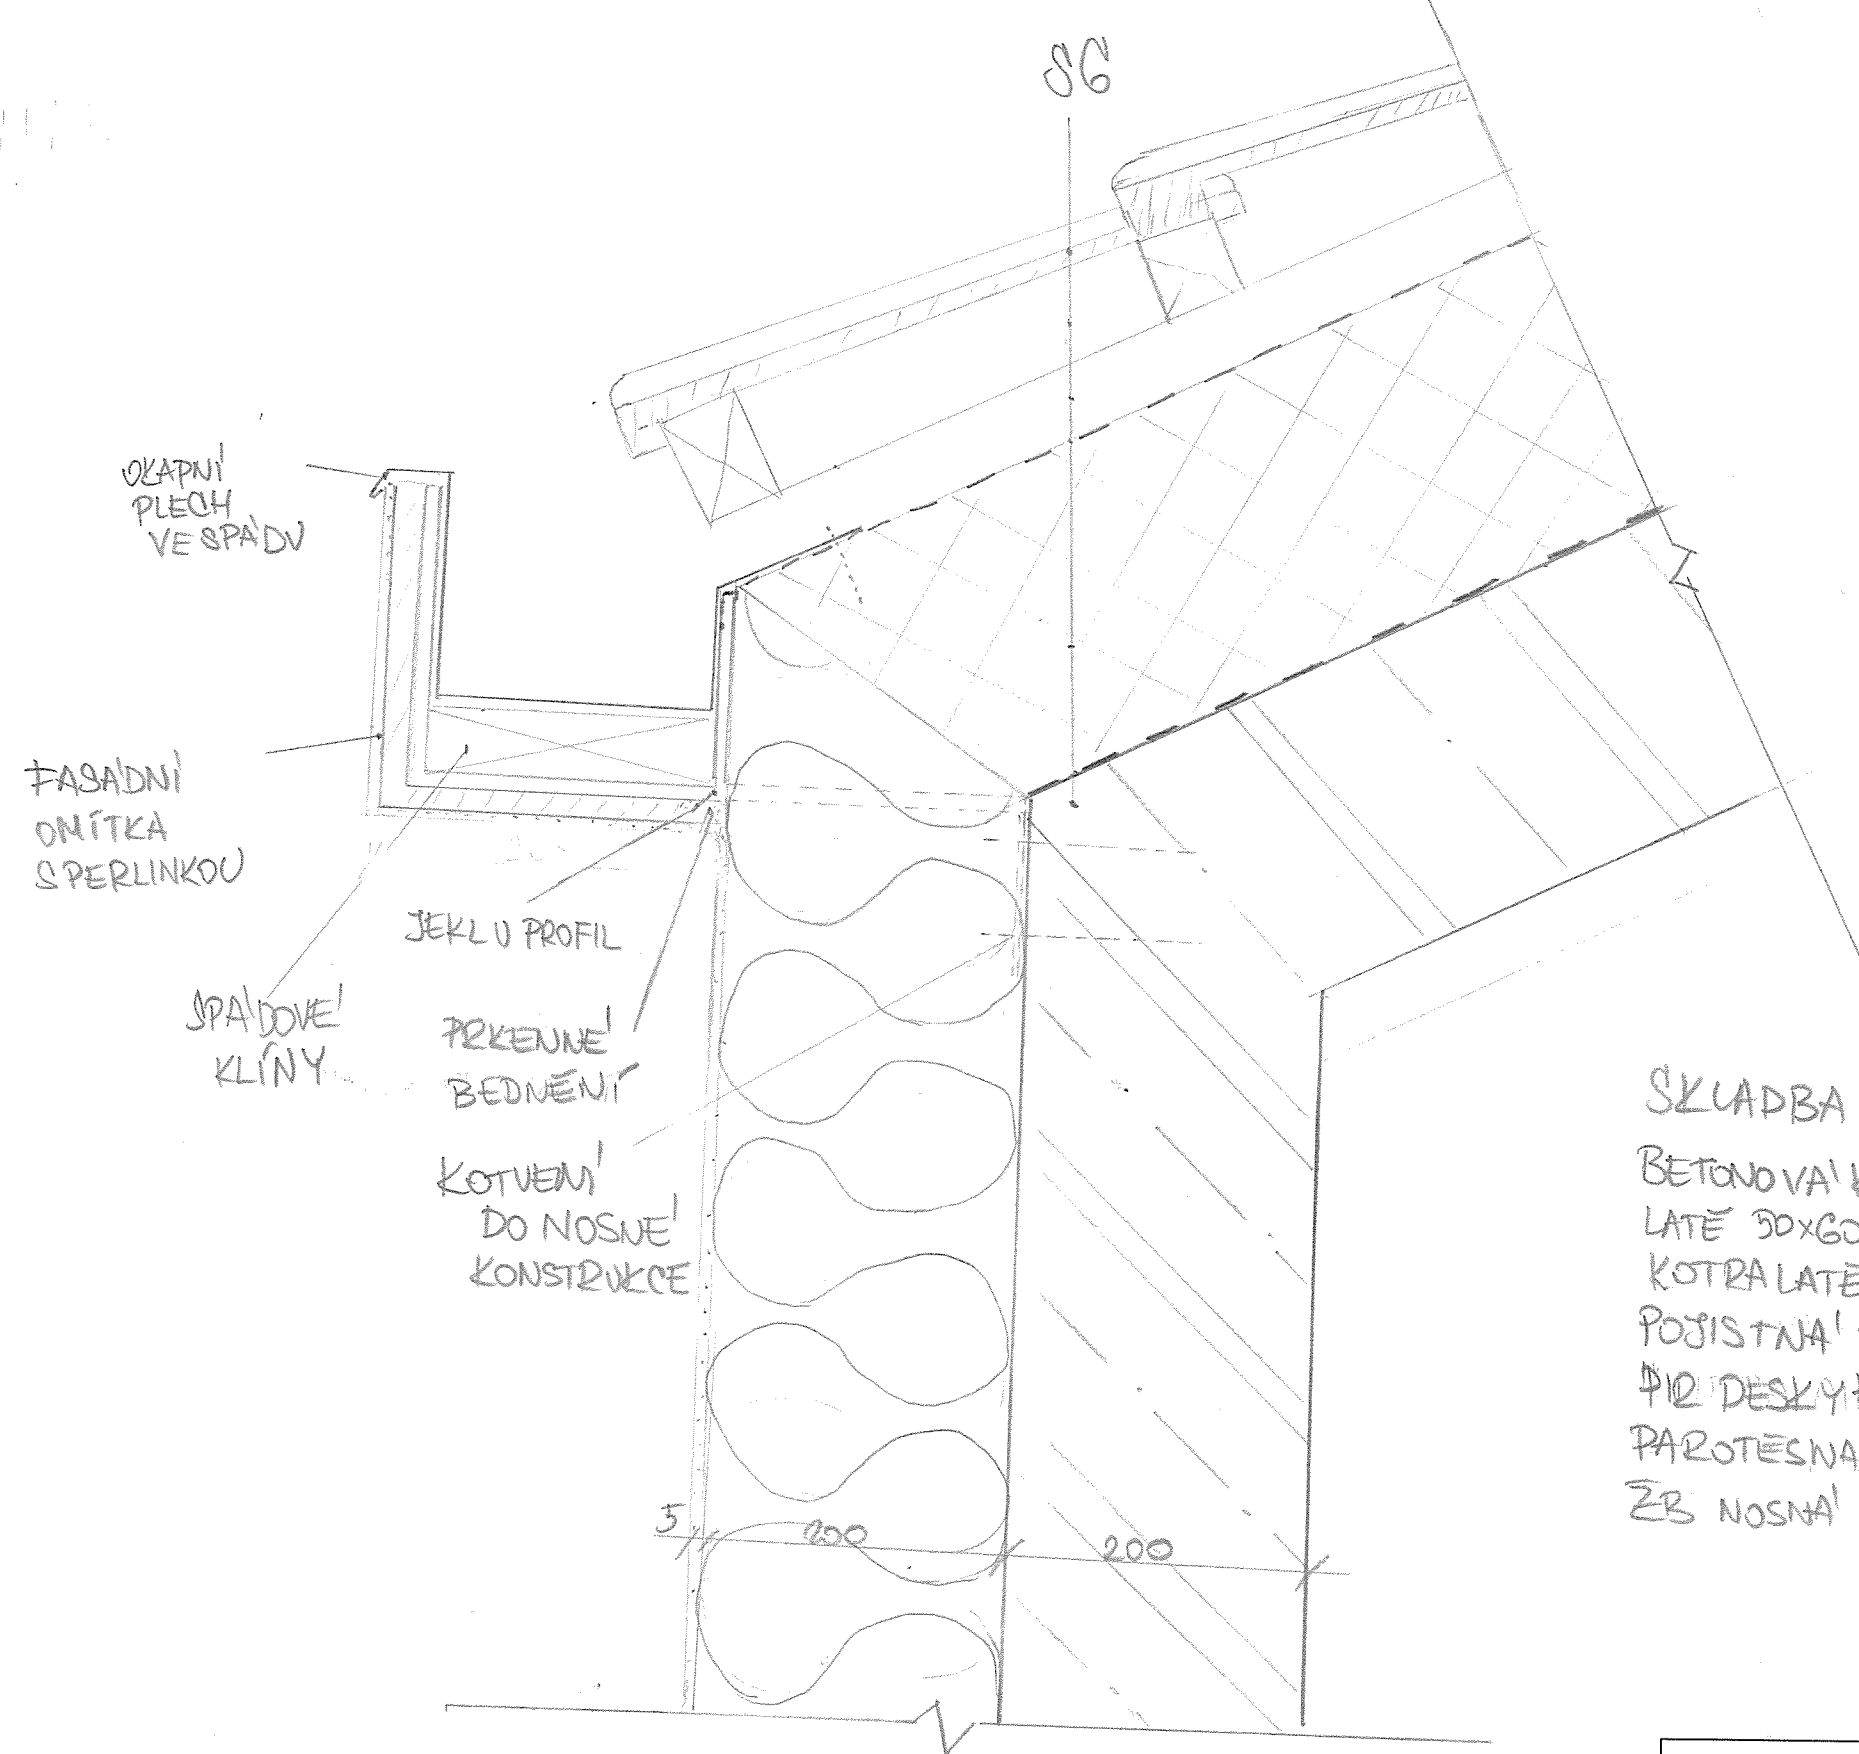 S6
OKAPNÍ
PLECH
VE SPÁDU
FASÁDNÍ
OMÍTKA
S PERLINKOU
JEKL U PROFIL
SPÁDOVÉ
KLÍNY
PRKENNÉ
BEDNĚNÍ
KOTVENÍ
DO NOSNÉ
KONSTRUKCE
5 200 200
SKLADBA
BETONOVÁ
LATĚ 50x60
KOTRALATĚ
POJISTNÁ
PIR DESKY
PAROTĚSNA
ŽB NOSNÁ